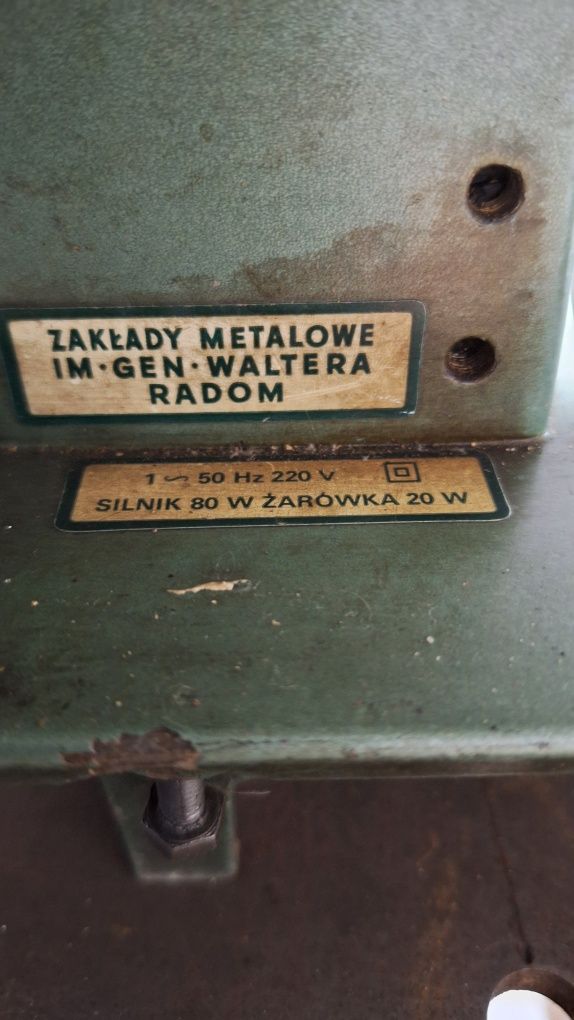 ZAKŁADY METALOWE
IM·GEN·WALTERA
RADOM
1 ∽ 50 Hz 220 V
SILNIK 80 W ŻARÓWKA 20 W